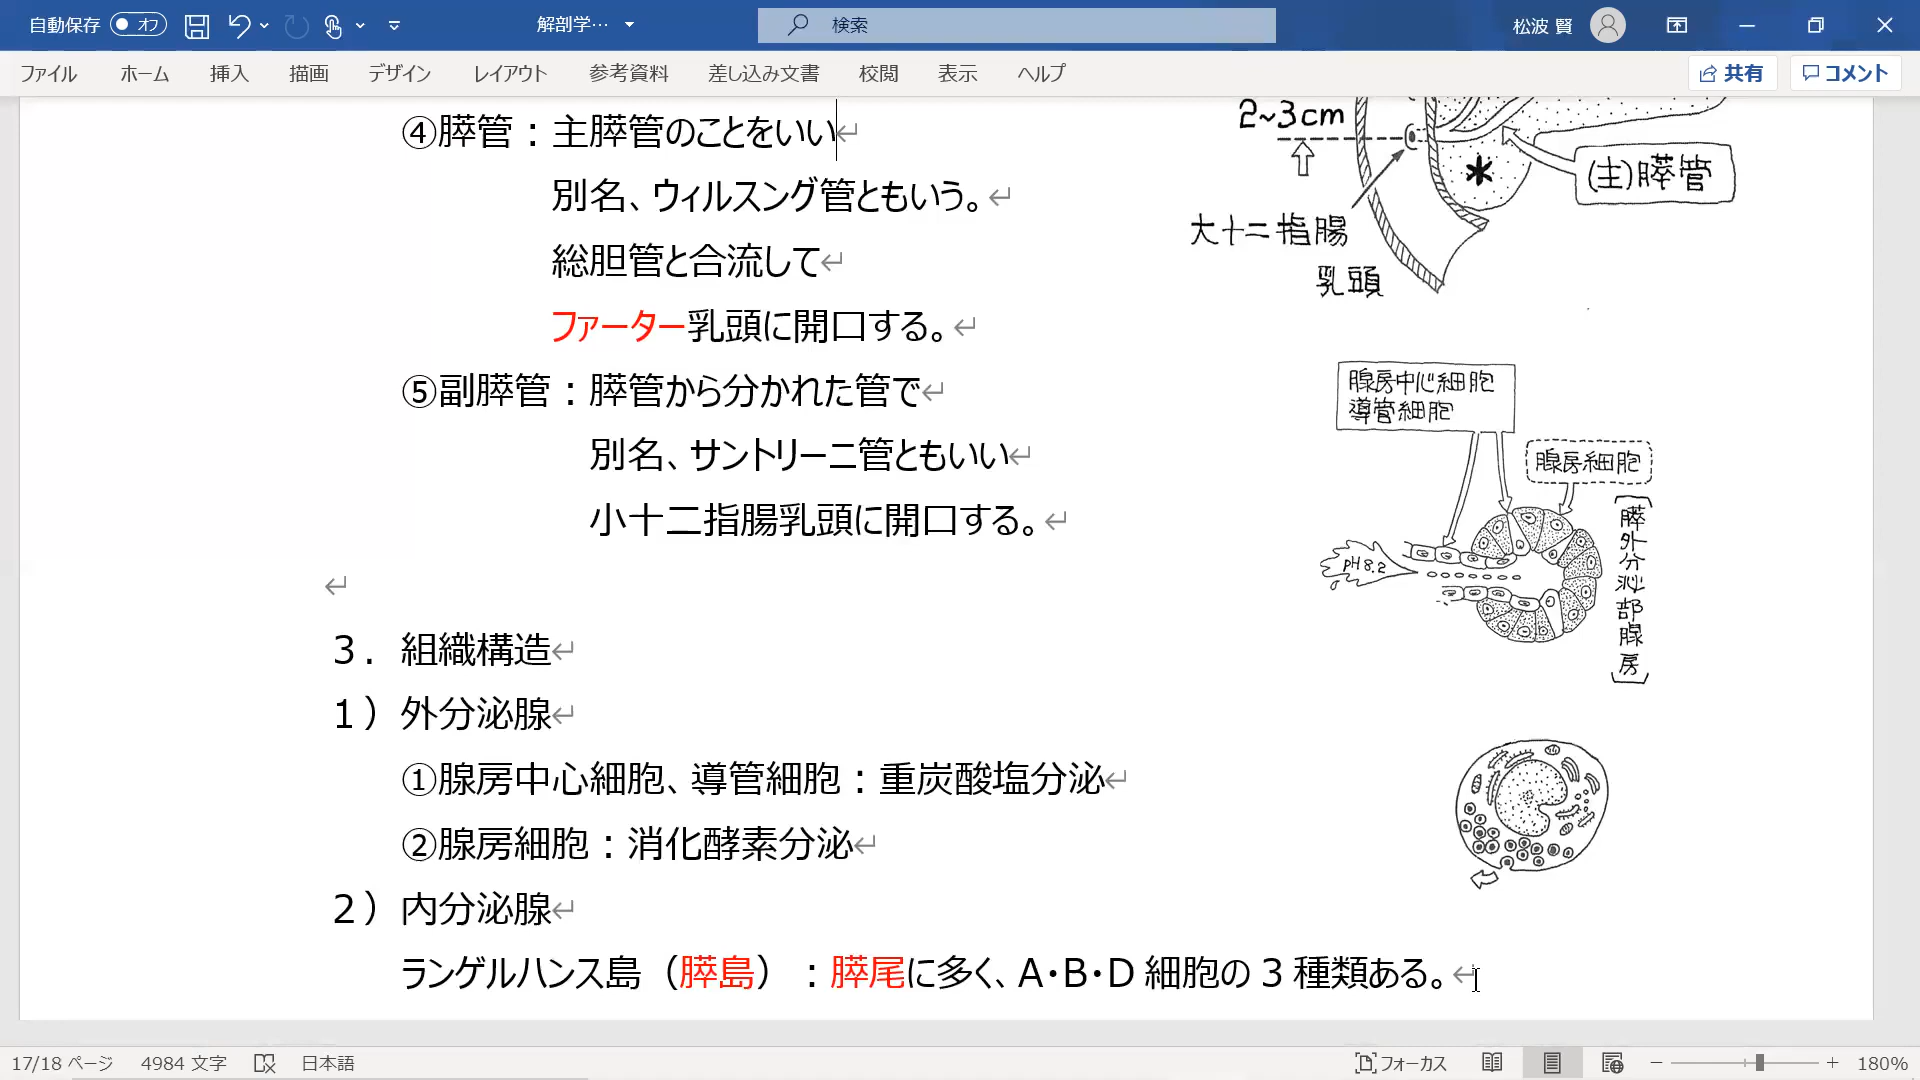 自動保存 オフ 解剖学… 検索 松波 賢
ファイル ホーム 挿入 描画 デザイン レイアウト 参考資料 差し込み文書 校閲 表示 ヘルプ 共有 コメント
④膵管：主膵管のことをいい
別名、ウィルスング管ともいう。
総胆管と合流して
ファーター乳頭に開口する。
⑤副膵管：膵管から分かれた管で
別名、サントリーニ管ともいい
小十二指腸乳頭に開口する。
3．組織構造
1）外分泌腺
①腺房中心細胞、導管細胞：重炭酸塩分泌
②腺房細胞：消化酵素分泌
2）内分泌腺
ランゲルハンス島（膵島）：膵尾に多く、A・B・D 細胞の 3 種類ある。
2~3cm
(主)膵管
大十二指腸
乳頭
腺房中心細胞
導管細胞
腺房細胞
pH8.2
[膵外分泌部腺房]
17/18 ページ 4984 文字 日本語 フォーカス 180%